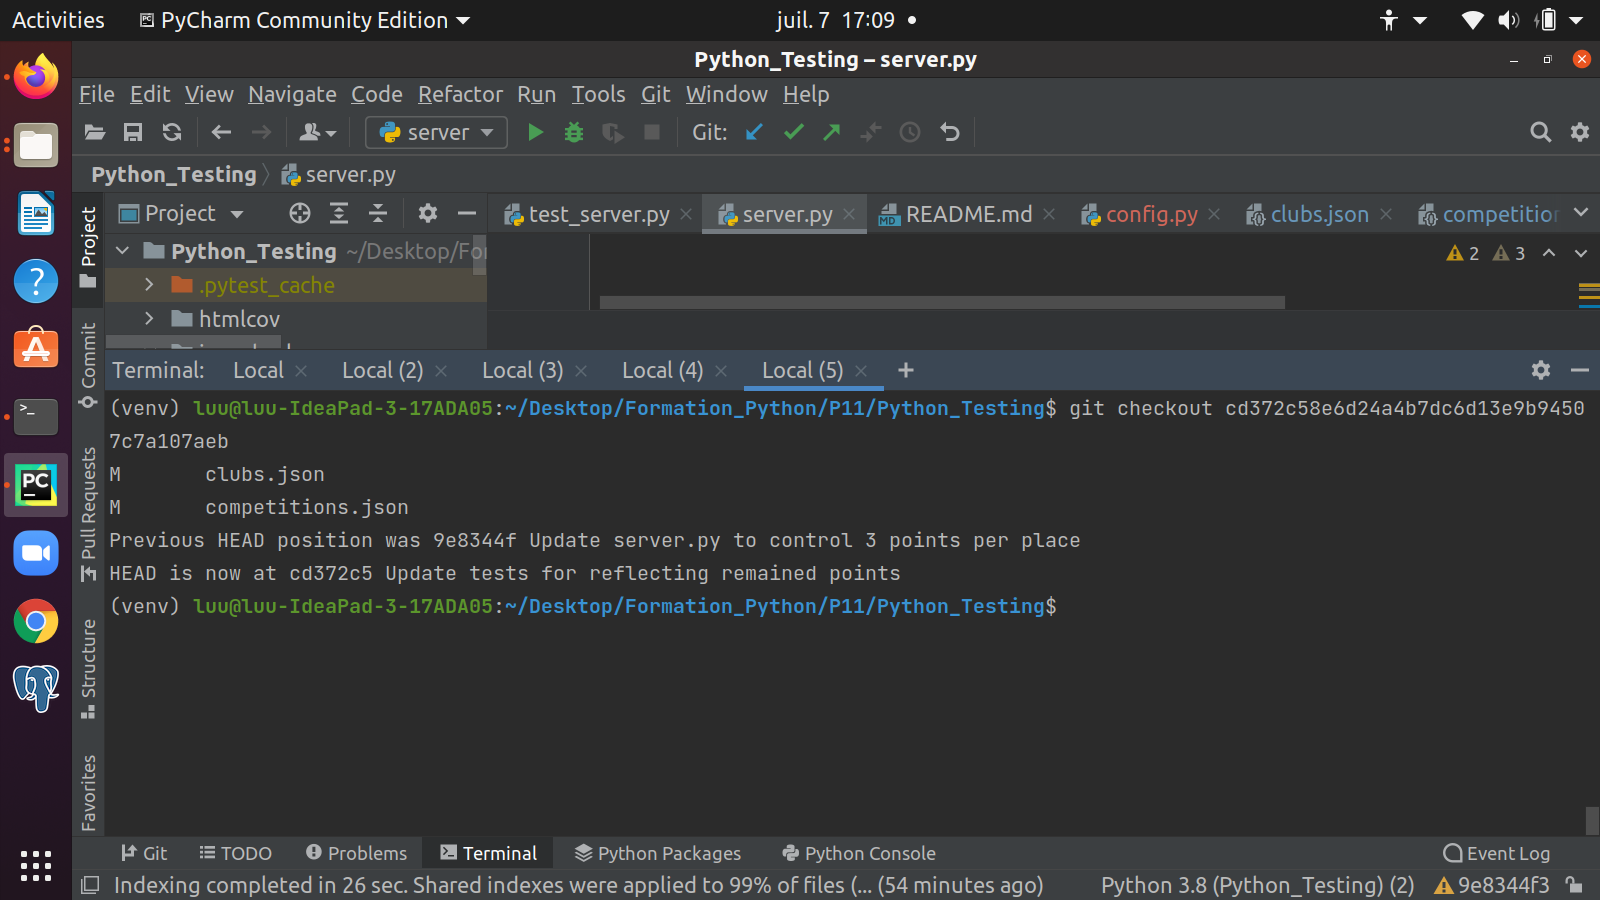 Activities PyCharm Community Edition juil. 7 17:09
Python_Testing – server.py
File Edit View Navigate Code Refactor Run Tools Git Window Help
server Git:
Python_Testing server.py
Project test_server.py server.py README.md config.py clubs.json competition
Python_Testing ~/Desktop/For 2 3
.pytest_cache
htmlcov
Project
Commit
Pull Requests
Structure
Favorites
Terminal: Local Local (2) Local (3) Local (4) Local (5)
(venv) luu@luu-IdeaPad-3-17ADA05:~/Desktop/Formation_Python/P11/Python_Testing$ git checkout cd372c58e6d24a4b7dc6d13e9b9450
7c7a107aeb
M clubs.json
M competitions.json
Previous HEAD position was 9e8344f Update server.py to control 3 points per place
HEAD is now at cd372c5 Update tests for reflecting remained points
(venv) luu@luu-IdeaPad-3-17ADA05:~/Desktop/Formation_Python/P11/Python_Testing$
Git TODO Problems Terminal Python Packages Python Console Event Log
Indexing completed in 26 sec. Shared indexes were applied to 99% of files (... (54 minutes ago) Python 3.8 (Python_Testing) (2) 9e8344f3